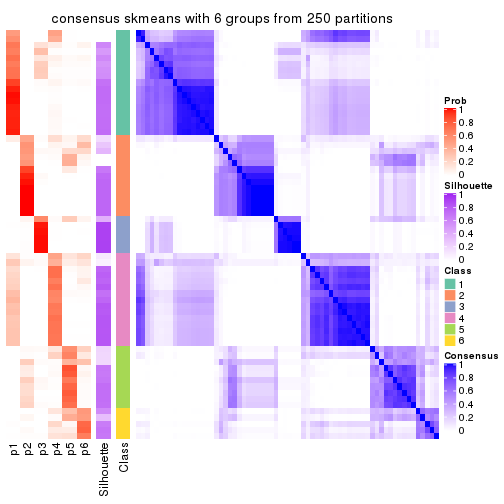 consensus skmeans with 6 groups from 250 partitions
Prob
1
0.8
0.6
0.4
0.2
0
Silhouette
1
0.8
0.6
0.4
0.2
0
Class
1
2
3
4
5
6
Consensus
1
0.8
0.6
0.4
0.2
0
p1
p2
p3
p4
p5
p6
Silhouette
Class